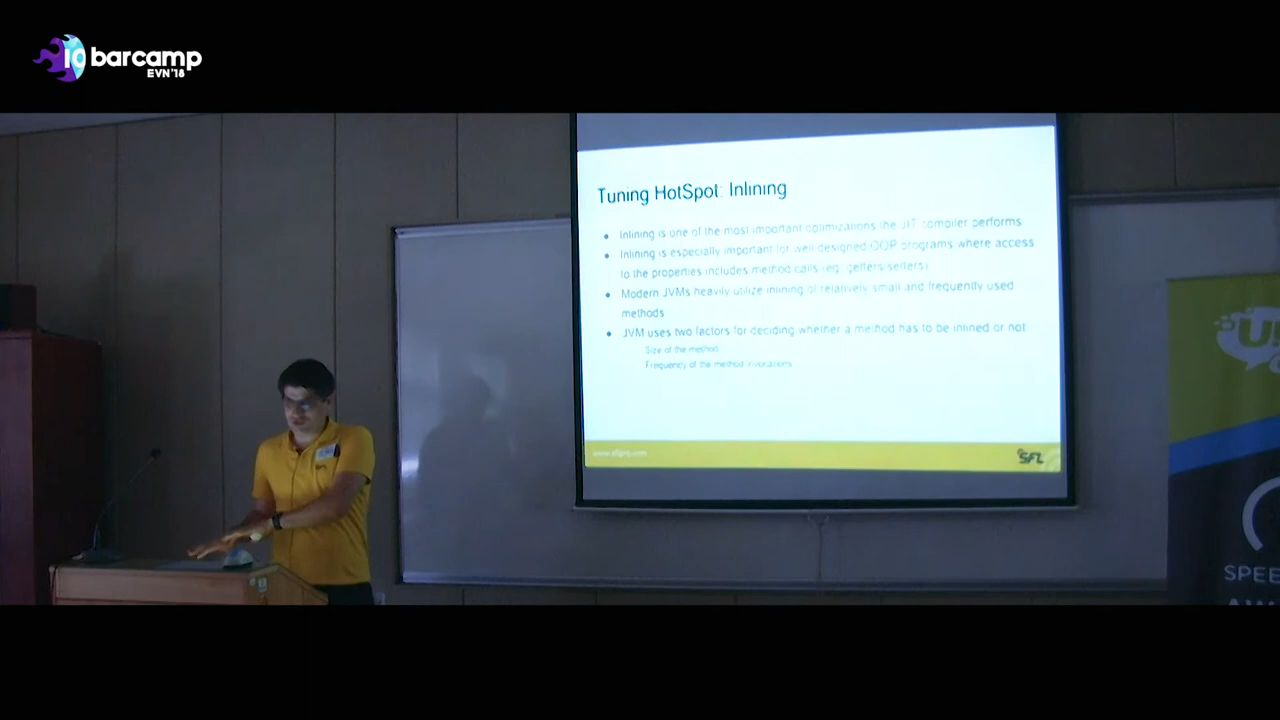 10 barcamp
EVN'18
Tuning HotSpot: Inlining
• Inlining is one of the most important optimizations the JIT compiler performs
• Inlining is especially important for well designed OOP programs where access
to the properties includes method calls (eg. getters/setters)
• Modern JVMs heavily utilize inlining of relatively small and frequently used
methods
• JVM uses two factors for deciding whether a method has to be inlined or not
Size of the method
Frequency of the method invocations
SFL
U!
SPEE